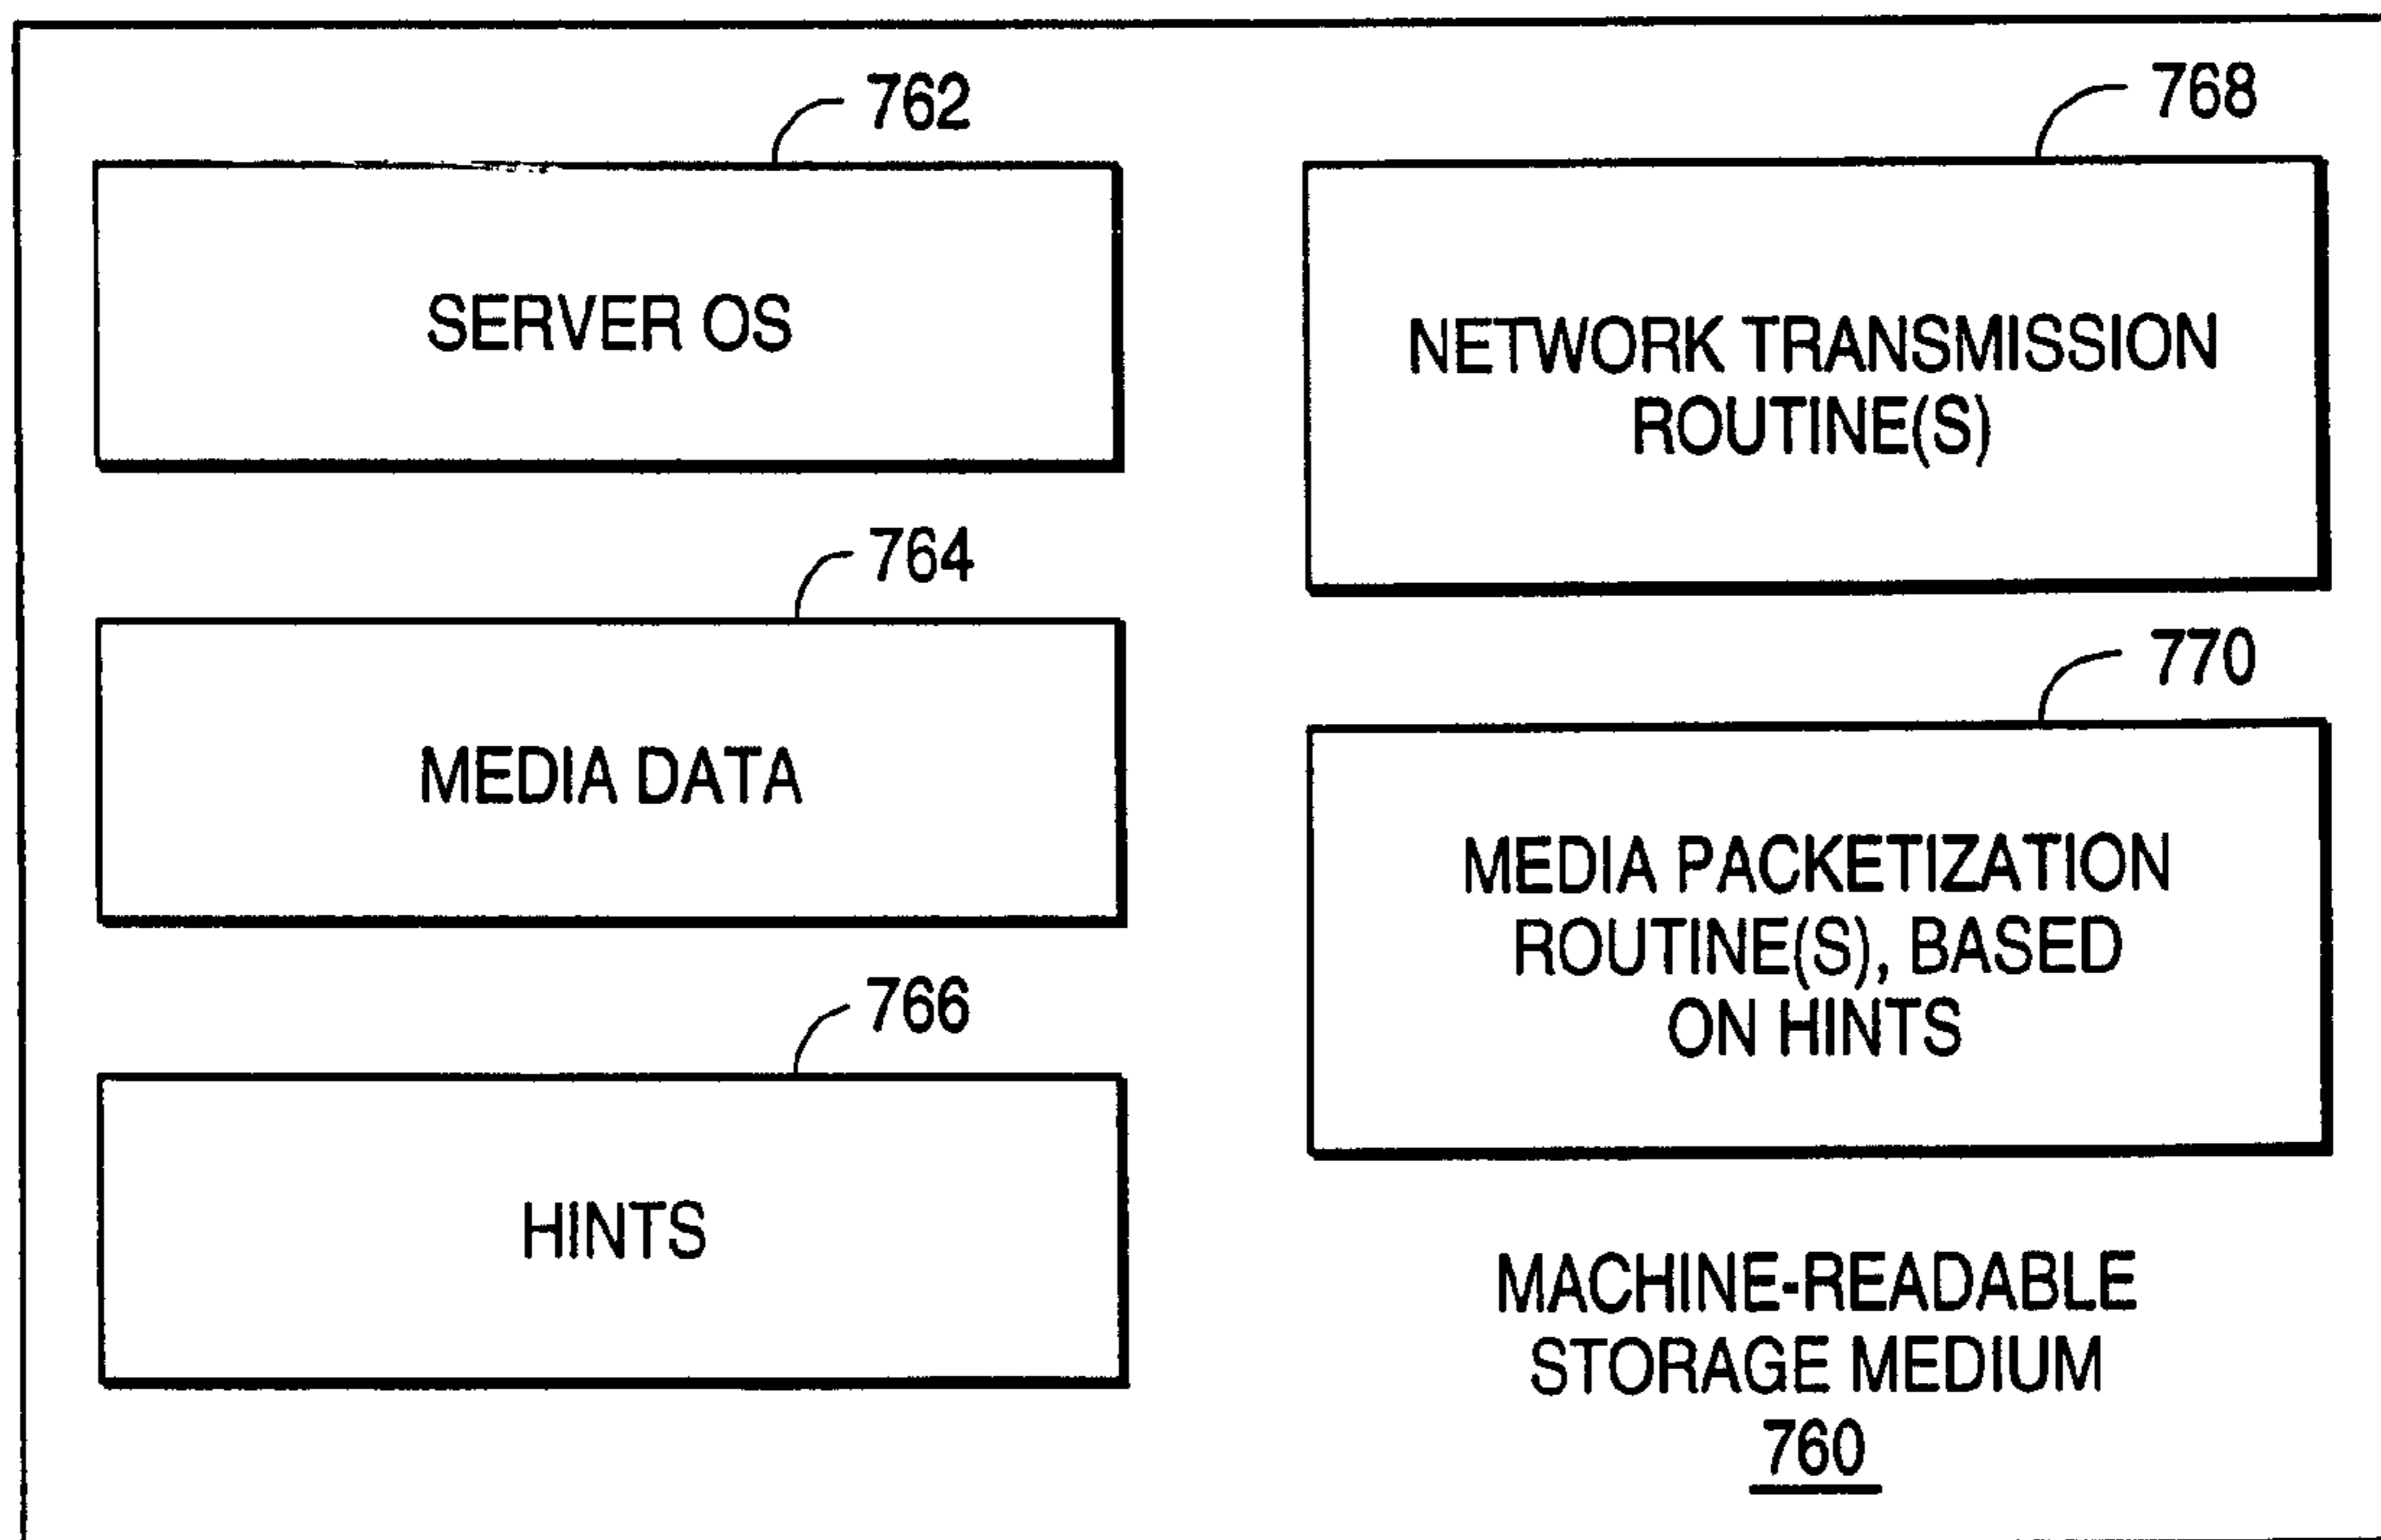 762
SERVER OS
764
MEDIA DATA
766
HINTS
768
NETWORK TRANSMISSION
ROUTINE(S)
770
MEDIA PACKETIZATION
ROUTINE(S), BASED
ON HINTS
MACHINE-READABLE
STORAGE MEDIUM
760